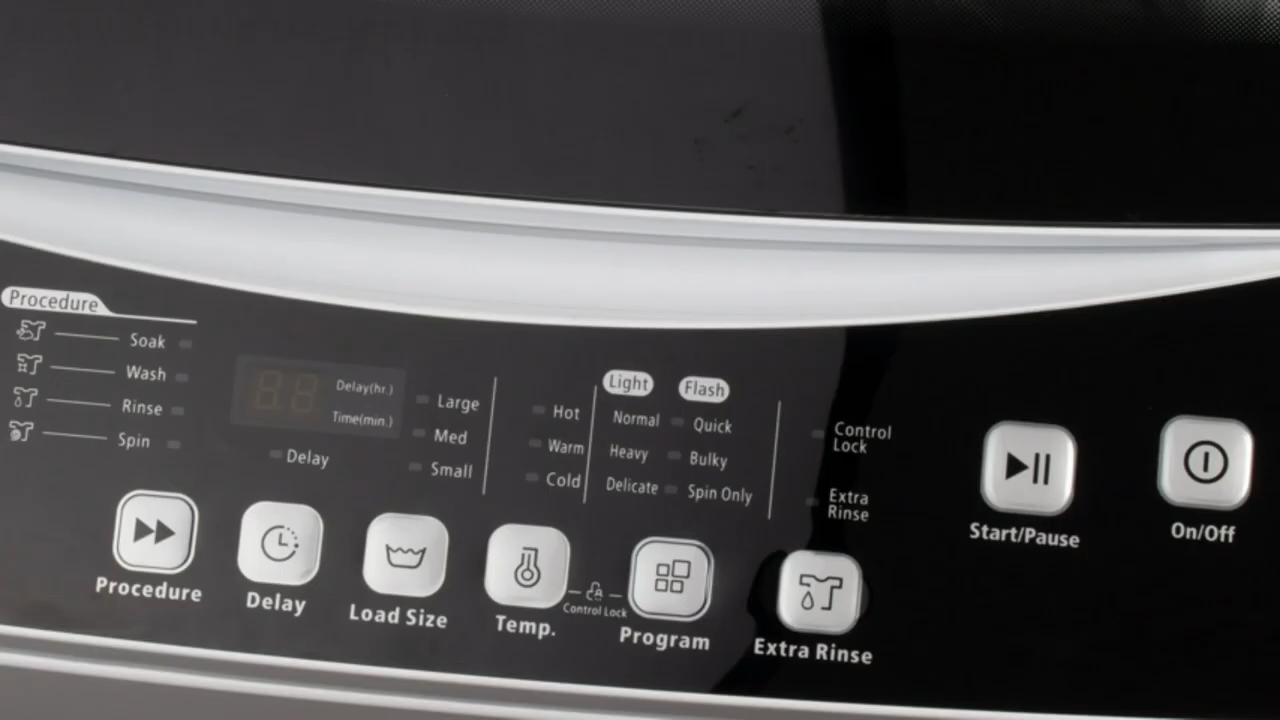 Procedure
Soak
Wash
Rinse
Spin
Delay(hr.)
Time(min.)
Delay
Large
Med
Small
Hot
Warm
Cold
Light Flash
Normal Quick
Heavy Bulky
Delicate Spin Only
Control
Lock
Extra
Rinse
Procedure
Delay
Load Size
Temp.
Control Lock
Program
Extra Rinse
Start/Pause
On/Off